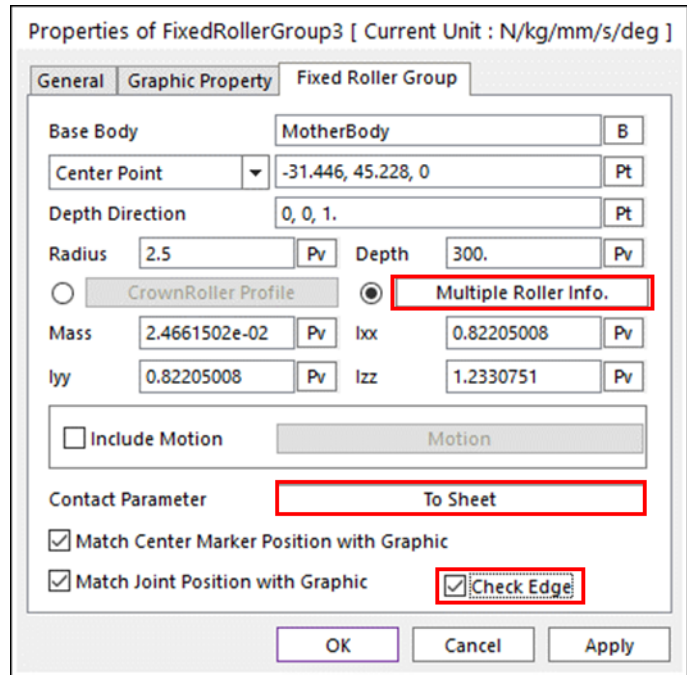 Properties of FixedRollerGroup3 [ Current Unit : N/kg/mm/s/deg ]
General Graphic Property Fixed Roller Group
Base Body MotherBody B
Center Point -31.446, 45.228, 0 Pt
Depth Direction 0, 0, 1. Pt
Radius 2.5 Pv Depth 300. Pv
CrownRoller Profile Multiple Roller Info.
Mass 2.4661502e-02 Pv Ixx 0.82205008 Pv
Iyy 0.82205008 Pv Izz 1.2330751 Pv
Include Motion Motion
Contact Parameter To Sheet
Match Center Marker Position with Graphic
Match Joint Position with Graphic Check Edge
OK Cancel Apply